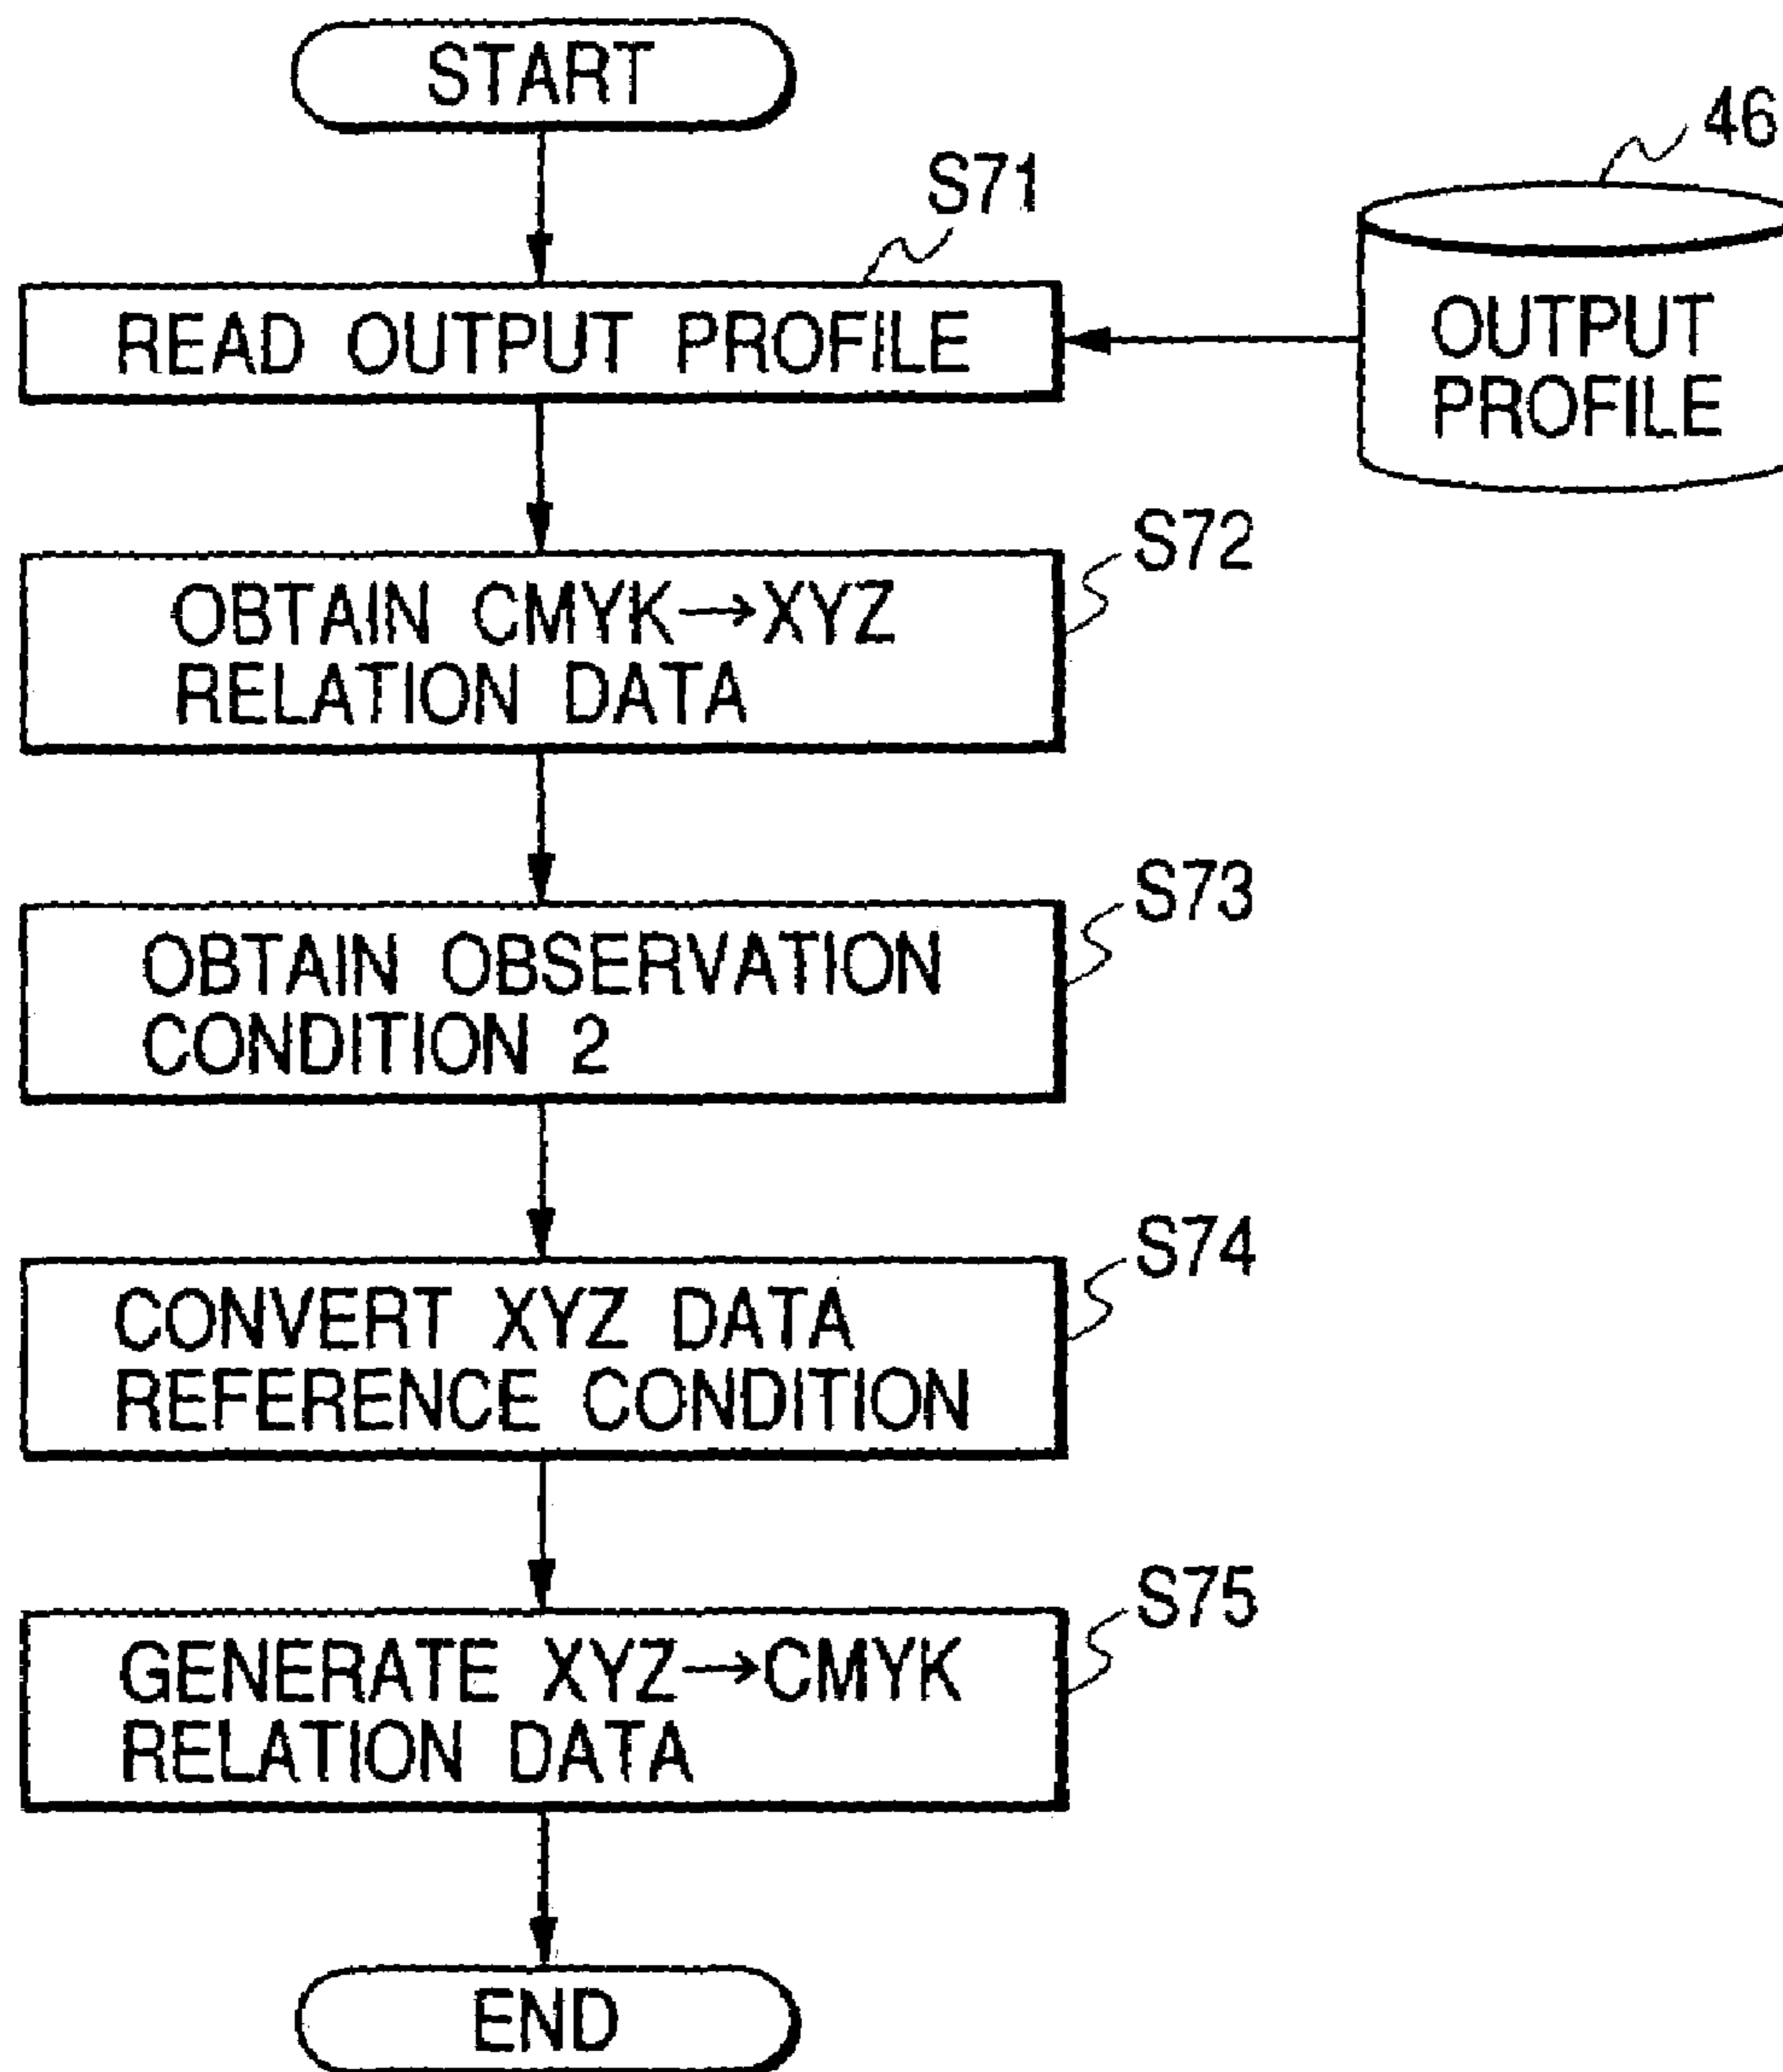 START
46
S71
READ OUTPUT PROFILE
OUTPUT
PROFILE
S72
OBTAIN CMYK→XYZ
RELATION DATA
S73
OBTAIN OBSERVATION
CONDITION 2
S74
CONVERT XYZ DATA
REFERENCE CONDITION
S75
GENERATE XYZ→CMYK
RELATION DATA
END